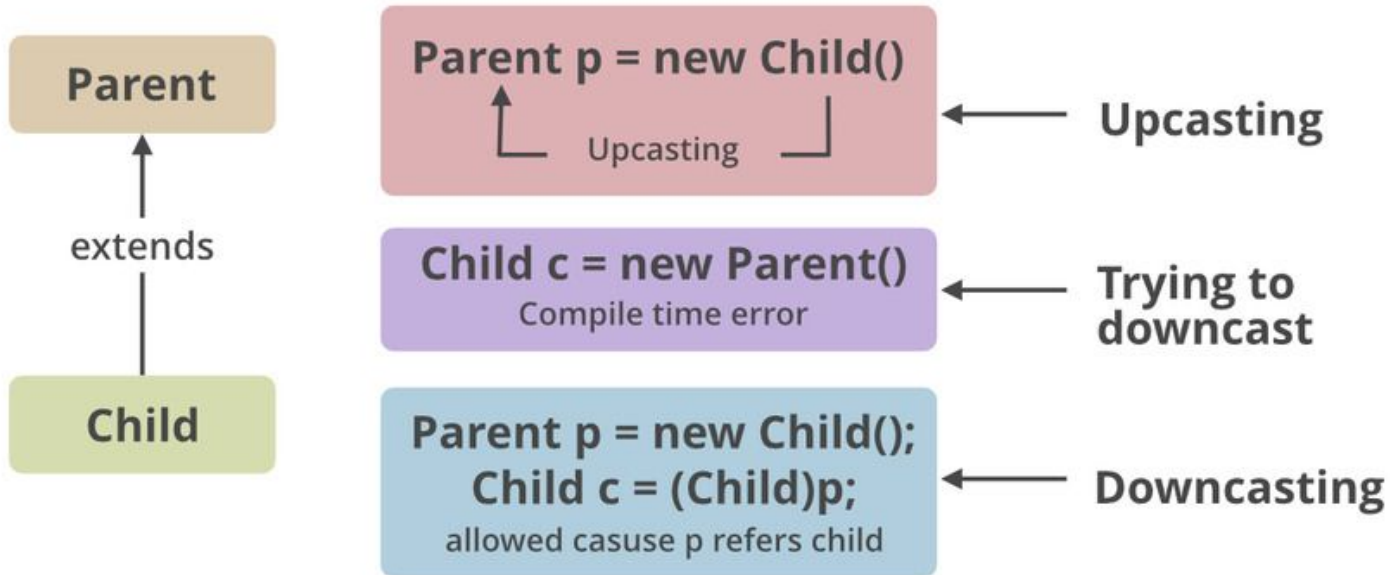 Parent
extends
Child
Parent p = new Child()
Upcasting
Upcasting
Child c = new Parent()
Compile time error
Trying to
downcast
Parent p = new Child();
Child c = (Child)p;
allowed casuse p refers child
Downcasting